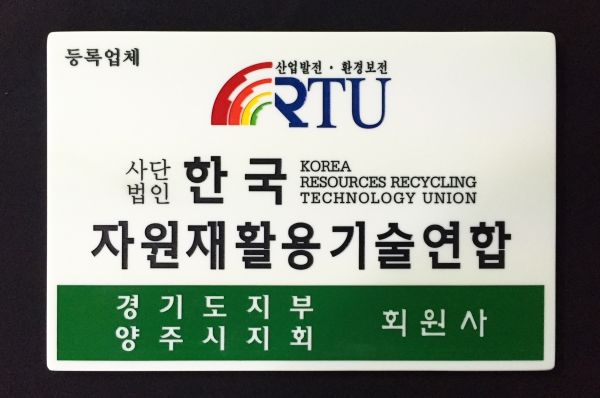 등록업체
산업발전 · 환경보전
RTU
사단
법인
한국
KOREA
RESOURCES RECYCLING
TECHNOLOGY UNION
자원재활용기술연합
경기도지부
양주시지회
회원사